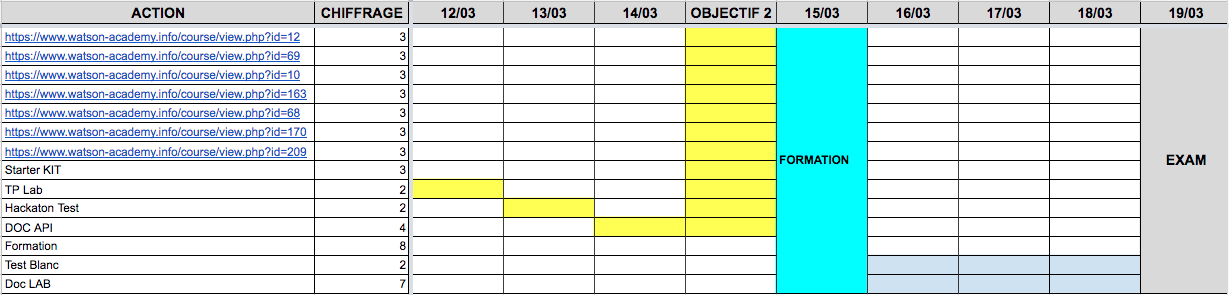 ACTION CHIFFRAGE 12/03 13/03 14/03 OBJECTIF 2 15/03 16/03 17/03 18/03 19/03
https://www.watson-academy.info/course/view.php?id=12 3
https://www.watson-academy.info/course/view.php?id=69 3
https://www.watson-academy.info/course/view.php?id=10 3
https://www.watson-academy.info/course/view.php?id=163 3
https://www.watson-academy.info/course/view.php?id=68 3
https://www.watson-academy.info/course/view.php?id=170 3
https://www.watson-academy.info/course/view.php?id=209 3
FORMATION EXAM
Starter KIT 3
TP Lab 2
Hackaton Test 2
DOC API 4
Formation 8
Test Blanc 2
Doc LAB 7